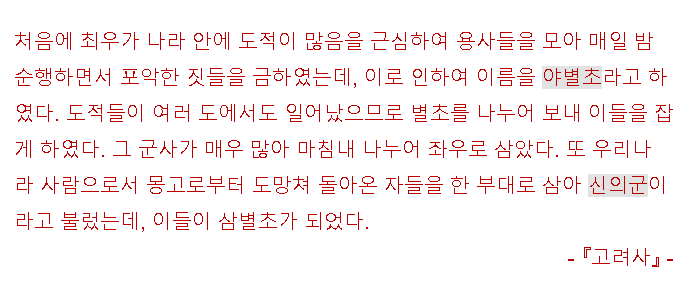 처음에 최우가 나라 안에 도적이 많음을 근심하여 용사들을 모아 매일 밤
순행하면서 포악한 짓들을 금하였는데, 이로 인하여 이름을 야별초라고 하
였다. 도적들이 여러 도에서도 일어났으므로 별초를 나누어 보내 이들을 잡
게 하였다. 그 군사가 매우 많아 마침내 나누어 좌우로 삼았다. 또 우리나
라 사람으로서 몽고로부터 도망쳐 돌아온 자들을 한 부대로 삼아 신의군이
라고 불렀는데, 이들이 삼별초가 되었다.
-『고려사』-